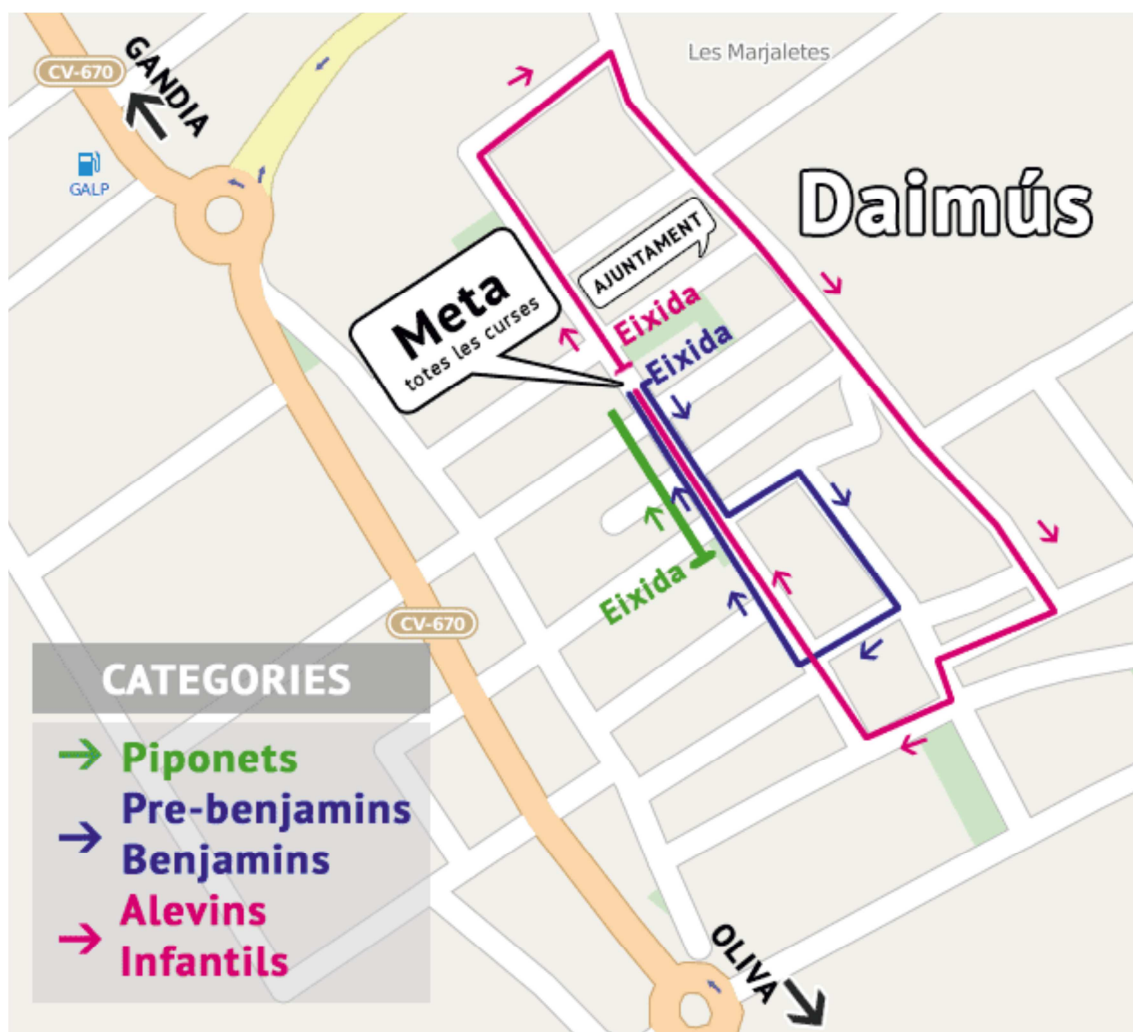 Les Marjaletes
CV-670
GANDIA
GALP
Daimús
AJUNTAMENT
Meta
totes les curses
Eixida
Eixida
Eixida
CV-670
CATEGORIES
Piponets
Pre-benjamins
Benjamins
Alevins
Infantils
OLIVA